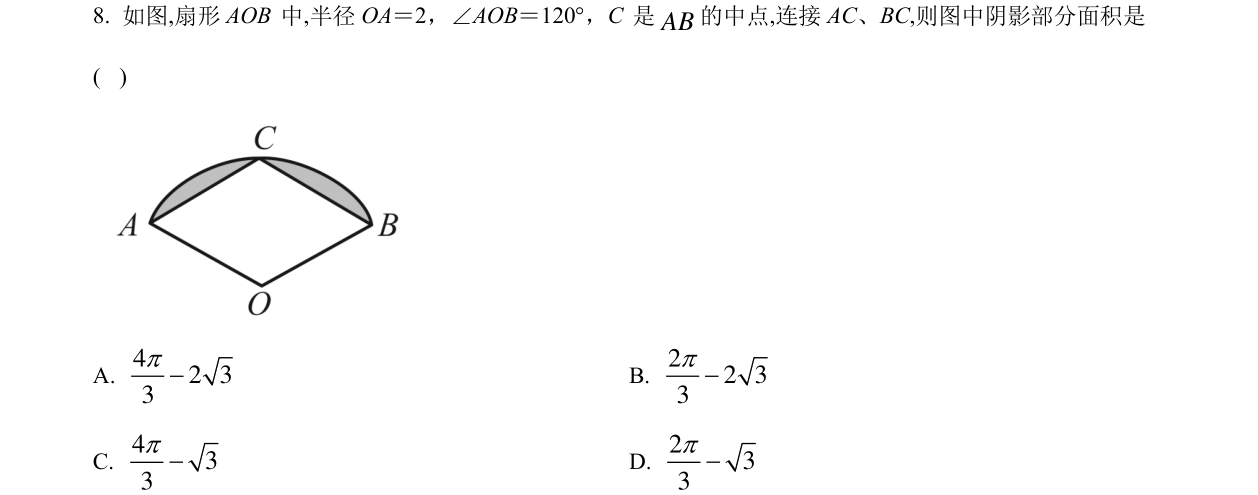 8. 如图,扇形 AOB 中,半径 OA=2，∠AOB=120°，C 是 AB 的中点,连接 AC、BC,则图中阴影部分面积是
( )
C
A
B
O
A. 4π/3 − 2√3
B. 2π/3 − 2√3
C. 4π/3 − √3
D. 2π/3 − √3